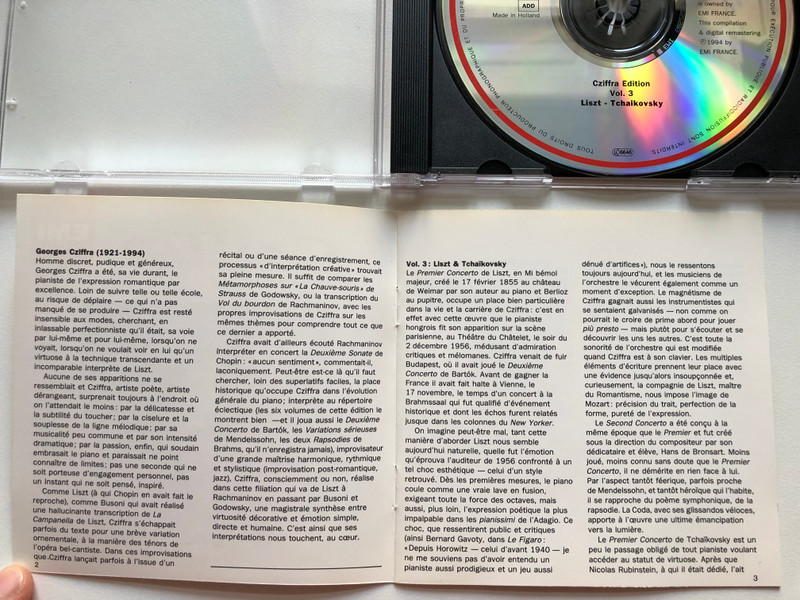 ADD
Made in Holland
is owned by
EMI FRANCE.
This compilation
& digital remastering
℗1994 by
EMI FRANCE.
Cziffra Edition
Vol. 3
Liszt - Tchaikovsky
TOUS DROITS DU PRODUCTEUR PHONOGRAPHIQUE ET DU
EXÉCUTION PUBLIQUE ET RADIODIFFUSION SONT INTERDITS.
Georges Cziffra (1921-1994)
Homme discret, pudique et généreux,
Georges Cziffra a été, sa vie durant, le
pianiste de l'expression romantique par
excellence. Loin de suivre telle ou telle école,
au risque de déplaire — ce qui n'a pas
manqué de se produire — Cziffra est resté
insensible aux modes, cherchant, en
inlassable perfectionniste qu'il était, sa voie
par lui-même et pour lui-même, lorsqu'on ne
voyait, lorsqu'on ne voulait voir en lui qu'un
virtuose à la technique transcendante et un
incomparable interprète de Liszt.
Aucune de ses apparitions ne se
ressemblait et Cziffra, artiste poète, artiste
dérangeant, surprenait toujours à l'endroit où
on l'attendait le moins : par la délicatesse et
la subtilité du toucher ; par la ciselure et la
souplesse de la ligne mélodique ; par sa
musicalité peu commune et par son intensité
dramatique ; par la passion, enfin, qui soudain
embrasait le piano et paraissait ne point
connaître de limites ; pas une seconde qui ne
soit porteuse d'engagement personnel, pas
un instant qui ne soit pensé, inspiré.
Comme Liszt (à qui Chopin en avait fait le
reproche), comme Busoni qui avait réalisé
une hallucinante transcription de La
Campanella de Liszt, Cziffra s'échappait
parfois du texte pour une brève variation
ornementale, à la manière des ténors de
l'opéra bel-cantiste. Dans ces improvisations
que Cziffra lançait parfois à l'issue d'un
2
récital ou d'une séance d'enregistrement, ce
processus « d'interprétation créative » trouvait
sa pleine mesure. Il suffit de comparer les
Métamorphoses sur « La Chauve-souris » de
Strauss de Godowsky, ou la transcription du
Vol du bourdon de Rachmaninov, avec les
propres improvisations de Cziffra sur les
mêmes thèmes pour comprendre tout ce que
ce dernier a apporté.
Cziffra avait d'ailleurs écouté Rachmaninov
Interpréter en concert la Deuxième Sonate de
Chopin : « aucun sentiment », commentait-il,
laconiquement. Peut-être est-ce là qu'il faut
chercher, loin des superlatifs faciles, la place
historique qu'occupe Cziffra dans l'évolution
générale du piano ; interprète au répertoire
éclectique (les six volumes de cette édition le
montrent bien —et il joua aussi le Deuxième
Concerto de Bartók, les Variations sérieuses
de Mendelssohn, les deux Rapsodies de
Brahms, qu'il n'enregistra jamais), improvisateur
d'une grande maîtrise harmonique, rythmique
et stylistique (improvisation post-romantique,
jazz), Cziffra, consciemment ou non, réalise
dans cette filiation qui va de Liszt à
Rachmaninov en passant par Busoni et
Godowsky, une magistrale synthèse entre
virtuosité décorative et émotion simple,
directe et humaine. C'est ainsi que ses
interprétations nous touchent, au cœur.
Vol. 3 : Liszt & Tchaïkovsky
Le Premier Concerto de Liszt, en Mi bémol
majeur, créé le 17 février 1855 au château
de Weimar par son auteur au piano et Berlioz
au pupitre, occupe un place bien particulière
dans la vie et la carrière de Cziffra : c'est en
effet avec cette œuvre que le pianiste
hongrois fit son apparition sur la scène
parisienne, au Théâtre du Châtelet, le soir du
2 décembre 1956, médusant d'admiration
critiques et mélomanes. Cziffra venait de fuir
Budapest, où il avait joué le Deuxième
Concerto de Bartók. Avant de gagner la
France il avait fait halte à Vienne, le
17 novembre, le temps d'un concert à la
Brahmssaal qui fut qualifié d'événement
historique et dont les échos furent relatés
jusque dans les colonnes du New Yorker.
On imagine peut-être mal, tant cette
manière d'aborder Liszt nous semble
aujourd'hui naturelle, quelle fut l'émotion
qu'éprouva l'auditeur de 1956 confronté à un
tel choc esthétique — celui d'un style
retrouvé. Dès les premières mesures, le piano
coule comme une vraie lave en fusion,
exigeant toute la force des octaves, mais
aussi, plus loin, l'expression poétique la plus
impalpable dans les pianissimi de l'Adagio. Ce
choc, que ressentirent public et critiques
(ainsi Bernard Gavoty, dans Le Figaro :
« Depuis Horowitz — celui d'avant 1940 — je
ne me souviens pas d'avoir entendu un
pianiste aussi prodigieux et un jeu aussi
dénué d'artifices »), nous le ressentons
toujours aujourd'hui, et les musiciens de
l'orchestre le vécurent également comme un
moment d'exception. Le magnétisme de
Cziffra gagnait aussi les instrumentistes qui
se sentaient galvanisés — non comme on
pourrait le croire de prime abord pour jouer
più presto — mais plutôt pour s'écouter et se
découvrir les uns les autres. C'est toute la
sonorité de l'orchestre qui est modifiée
quand Cziffra est à son clavier. Les multiples
éléments d'écriture prennent leur place avec
une évidence jusqu'alors insoupçonnée et,
curieusement, la compagnie de Liszt, maître
du Romantisme, nous impose l'image de
Mozart : précision du trait, perfection de la
forme, pureté de l'expression.
Le Second Concerto a été conçu à la
même époque que le Premier et fut créé
sous la direction du compositeur par son
dédicataire et élève, Hans de Bronsart. Moins
joué, moins connu sans doute que le Premier
Concerto, il ne démérite en rien face à lui.
Par l'aspect tantôt féerique, parfois proche
de Mendelssohn, et tantôt héroïque qui l'habite,
il se rapproche du poème symphonique, de la
rapsodie. La Coda, avec ses glissandos véloces,
apporte à l'œuvre une ultime émancipation
vers la lumière.
Le Premier Concerto de Tchaïkovsky est un
peu le passage obligé de tout pianiste voulant
accéder au statut de virtuose. Après que
Nicolas Rubinstein, à qui il était dédié, l'ait
3